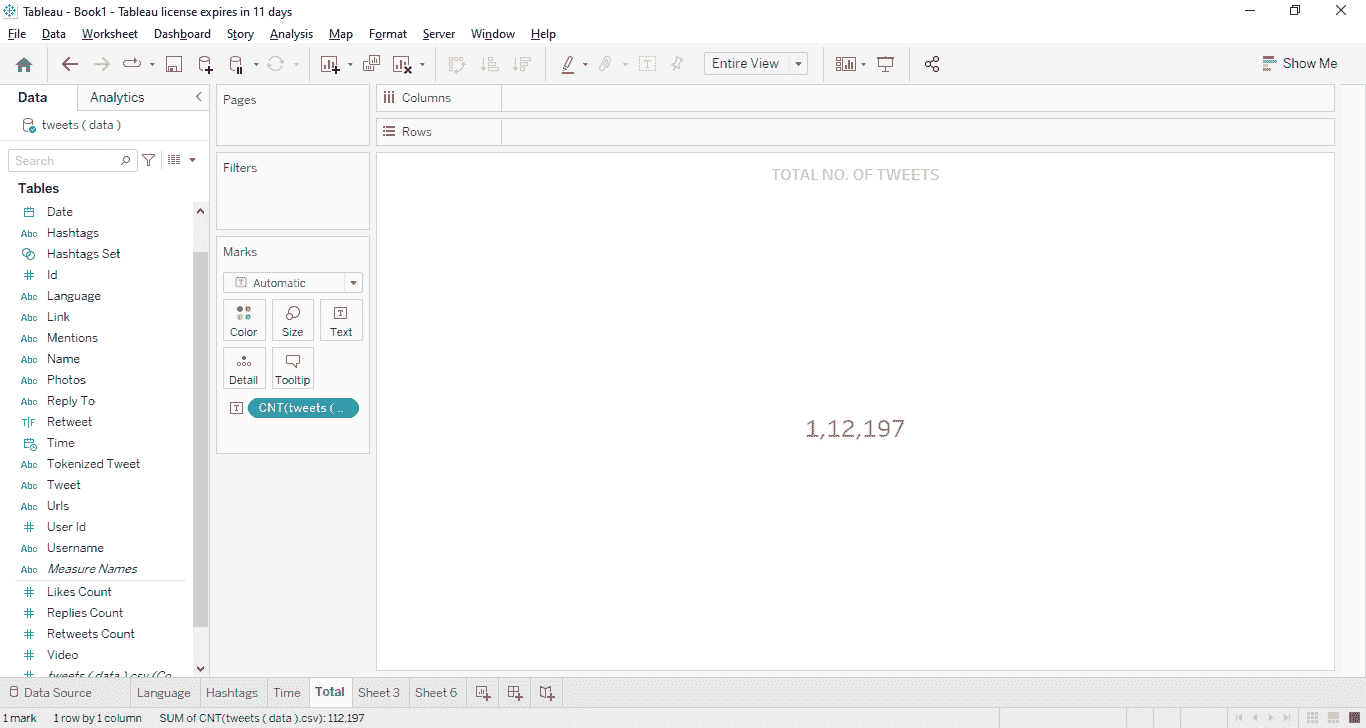 Tableau - Book1 - Tableau license expires in 11 days
File Data Worksheet Dashboard Story Analysis Map Format Server Window Help
Entire View
Show Me
Data Analytics
tweets ( data )
Search
Tables
Date
Abc Hashtags
Hashtags Set
# Id
Abc Language
Abc Link
Abc Mentions
Abc Name
Abc Photos
Abc Reply To
T|F Retweet
Time
Abc Tokenized Tweet
Abc Tweet
Abc Urls
# User Id
Abc Username
Abc Measure Names
# Likes Count
# Replies Count
# Retweets Count
# Video
# tweets ( data ).csv (Co
Pages
Filters
Marks
Automatic
Color Size Text
Detail Tooltip
CNT(tweets ( ..
Columns
Rows
TOTAL NO. OF TWEETS
1,12,197
Data Source Language Hashtags Time Total Sheet 3 Sheet 6
1 mark 1 row by 1 column SUM of CNT(tweets ( data ).csv): 112,197